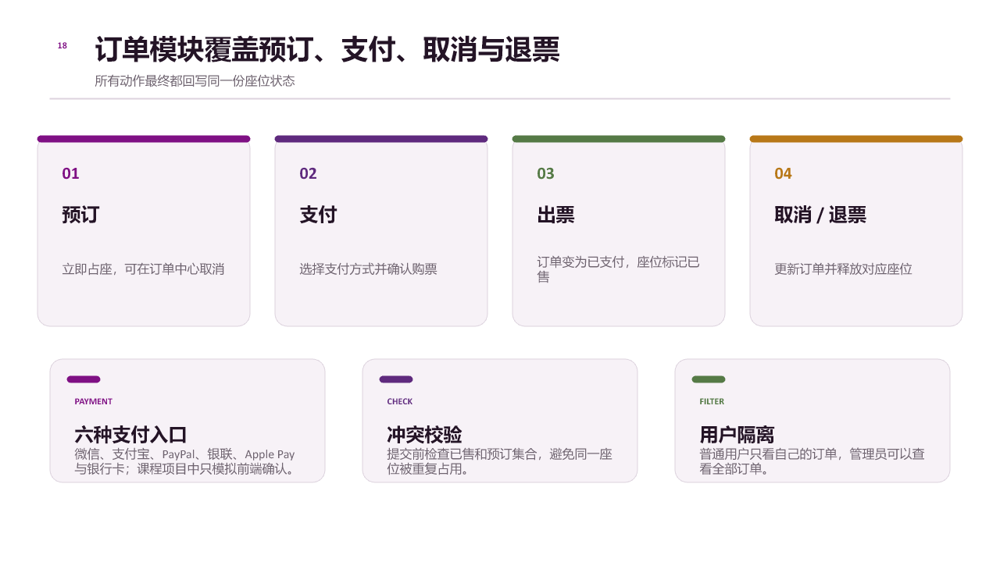 18
订单模块覆盖预订、支付、取消与退票
所有动作最终都回写同一份座位状态
01
预订
立即占座，可在订单中心取消
02
支付
选择支付方式并确认购票
03
出票
订单变为已支付，座位标记已
售
04
取消 / 退票
更新订单并释放对应座位
PAYMENT
六种支付入口
微信、支付宝、PayPal、银联、Apple Pay
与银行卡；课程项目中只模拟前端确认。
CHECK
冲突校验
提交前检查已售和预订集合，避免同一座
位被重复占用。
FILTER
用户隔离
普通用户只看自己的订单，管理员可以查
看全部订单。